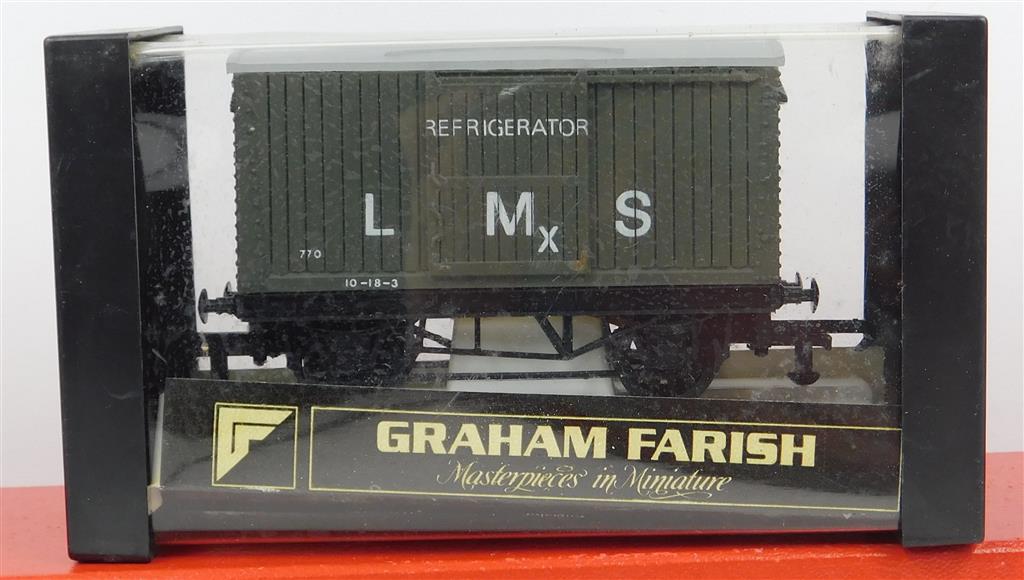 REFRIGERATOR
L Mx S
770
10-18-3
GRAHAM FARISH
Masterpieces in Miniature